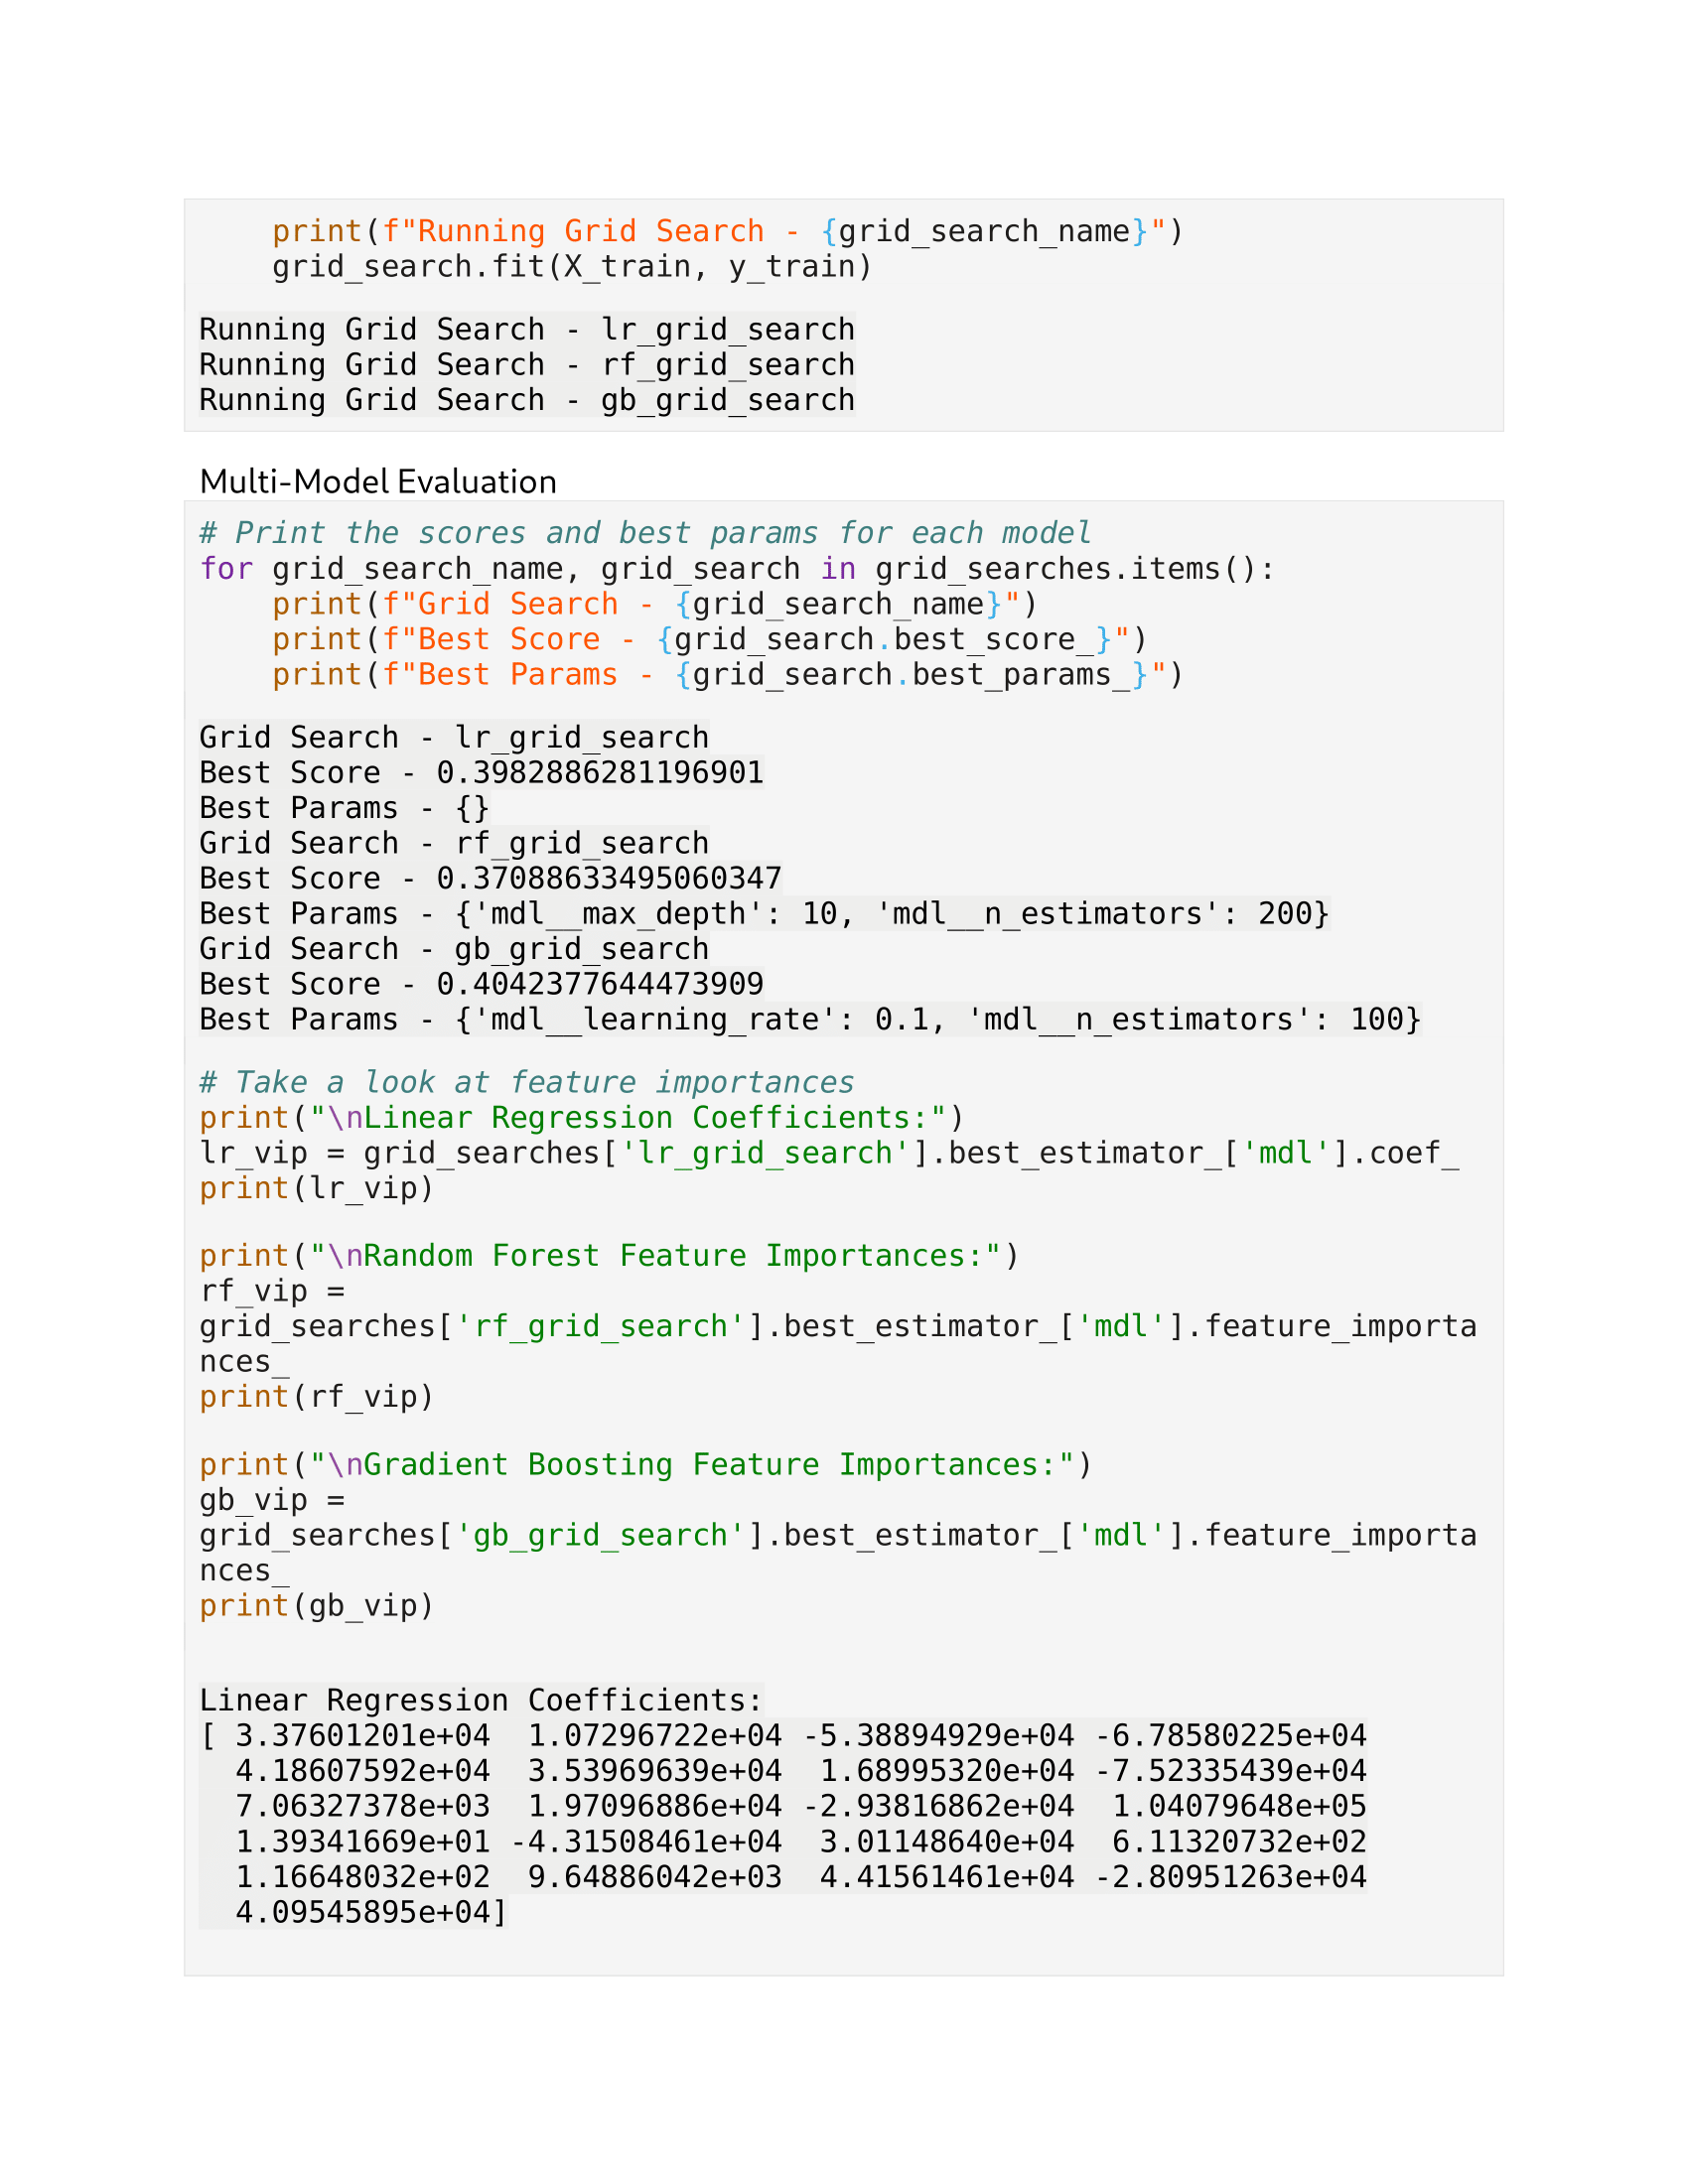 print(f"Running Grid Search - {grid_search_name}")
    grid_search.fit(X_train, y_train)
Running Grid Search - lr_grid_search
Running Grid Search - rf_grid_search
Running Grid Search - gb_grid_search
Multi-Model Evaluation
# Print the scores and best params for each model
for grid_search_name, grid_search in grid_searches.items():
    print(f"Grid Search - {grid_search_name}")
    print(f"Best Score - {grid_search.best_score_}")
    print(f"Best Params - {grid_search.best_params_}")
Grid Search - lr_grid_search
Best Score - 0.3982886281196901
Best Params - {}
Grid Search - rf_grid_search
Best Score - 0.37088633495060347
Best Params - {'mdl__max_depth': 10, 'mdl__n_estimators': 200}
Grid Search - gb_grid_search
Best Score - 0.4042377644473909
Best Params - {'mdl__learning_rate': 0.1, 'mdl__n_estimators': 100}
# Take a look at feature importances
print("\nLinear Regression Coefficients:")
lr_vip = grid_searches['lr_grid_search'].best_estimator_['mdl'].coef_
print(lr_vip)
print("\nRandom Forest Feature Importances:")
rf_vip =
grid_searches['rf_grid_search'].best_estimator_['mdl'].feature_importa
nces_
print(rf_vip)
print("\nGradient Boosting Feature Importances:")
gb_vip =
grid_searches['gb_grid_search'].best_estimator_['mdl'].feature_importa
nces_
print(gb_vip)
Linear Regression Coefficients:
[ 3.37601201e+04  1.07296722e+04 -5.38894929e+04 -6.78580225e+04
  4.18607592e+04  3.53969639e+04  1.68995320e+04 -7.52335439e+04
  7.06327378e+03  1.97096886e+04 -2.93816862e+04  1.04079648e+05
  1.39341669e+01 -4.31508461e+04  3.01148640e+04  6.11320732e+02
  1.16648032e+02  9.64886042e+03  4.41561461e+04 -2.80951263e+04
  4.09545895e+04]